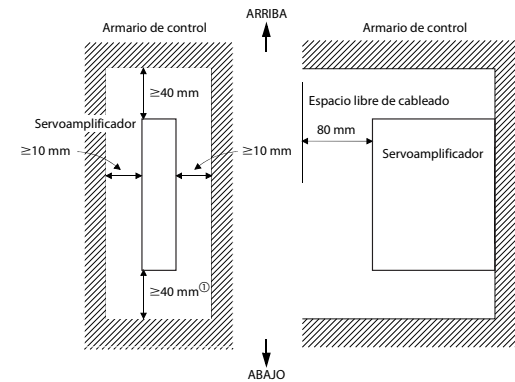 ARRIBA
Armario de control
Armario de control
≥40 mm
Espacio libre de cableado
Servoamplificador
80 mm
≥10 mm
≥10 mm
Servoamplificador
≥40 mm①
ABAJO